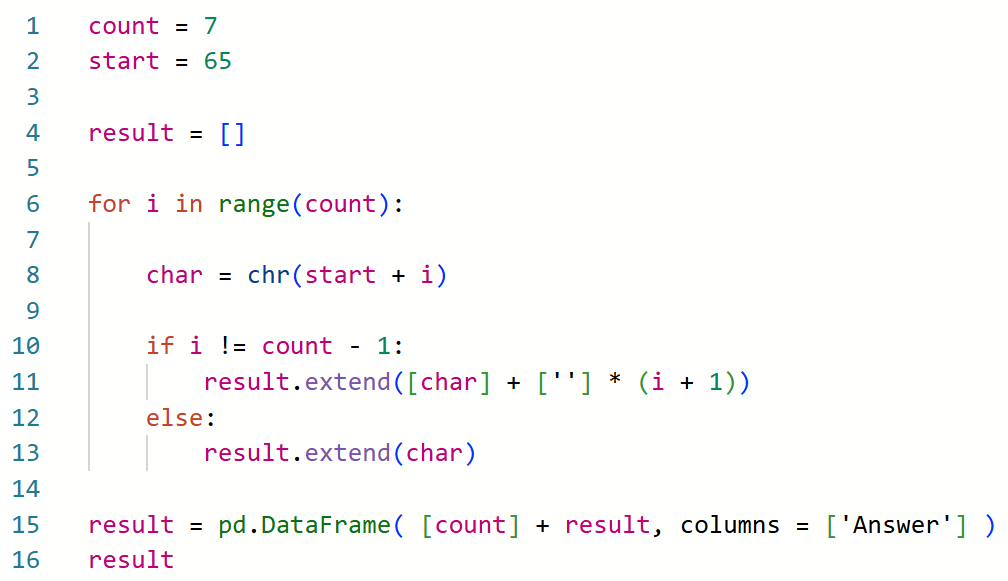 1 count = 7
2 start = 65
3
4 result = []
5
6 for i in range(count):
7
8     char = chr(start + i)
9
10     if i != count - 1:
11         result.extend([char] + [''] * (i + 1))
12     else:
13         result.extend(char)
14
15 result = pd.DataFrame( [count] + result, columns = ['Answer'] )
16 result